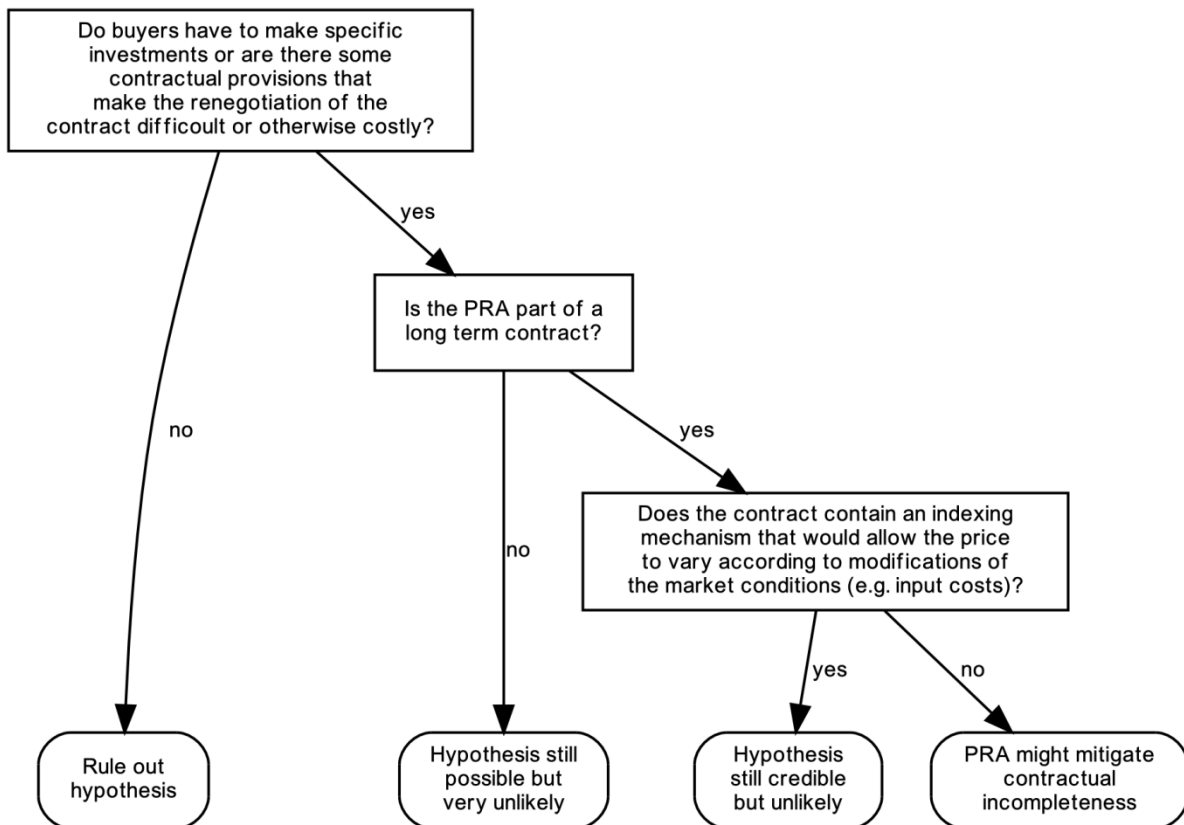 Do buyers have to make specific
investments or are there some
contractual provisions that
make the renegotiation of the
contract difficoult or otherwise costly?
yes
Is the PRA part of a
long term contract?
no
yes
Does the contract contain an indexing
mechanism that would allow the price
to vary according to modifications of
the market conditions (e.g. input costs)?
no
yes
no
Rule out
hypothesis
Hypothesis still
possible but
very unlikely
Hypothesis
still credible
but unlikely
PRA might mitigate
contractual
incompleteness